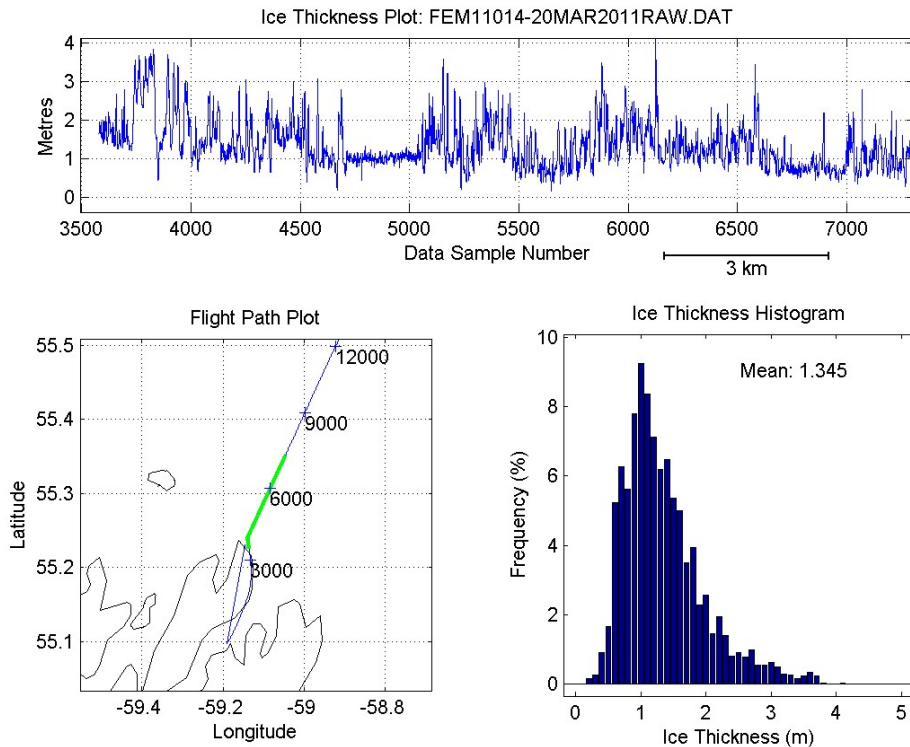 Ice Thickness Plot: FEM11014-20MAR2011RAW.DAT
Metres
4
3
2
1
0
3500 4000 4500 5000 5500 6000 6500 7000
Data Sample Number
3 km
Flight Path Plot
Latitude
55.5
55.4
55.3
55.2
55.1
12000
9000
6000
3000
-59.4 -59.2 -59 -58.8
Longitude
Ice Thickness Histogram
Mean: 1.345
Frequency (%)
10
8
6
4
2
0
0 1 2 3 4 5
Ice Thickness (m)